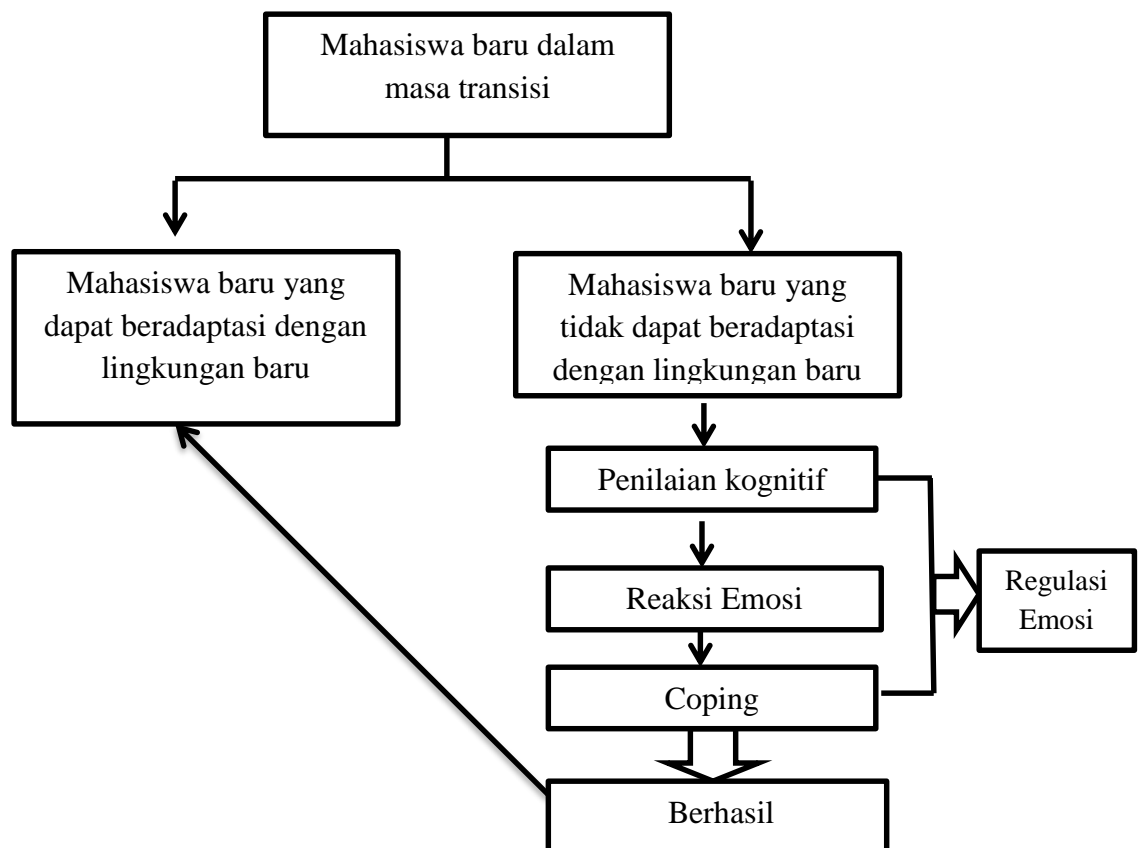 Mahasiswa baru dalam
masa transisi
Mahasiswa baru yang
dapat beradaptasi dengan
lingkungan baru
Mahasiswa baru yang
tidak dapat beradaptasi
dengan lingkungan baru
Penilaian kognitif
Reaksi Emosi
Regulasi
Emosi
Coping
Berhasil